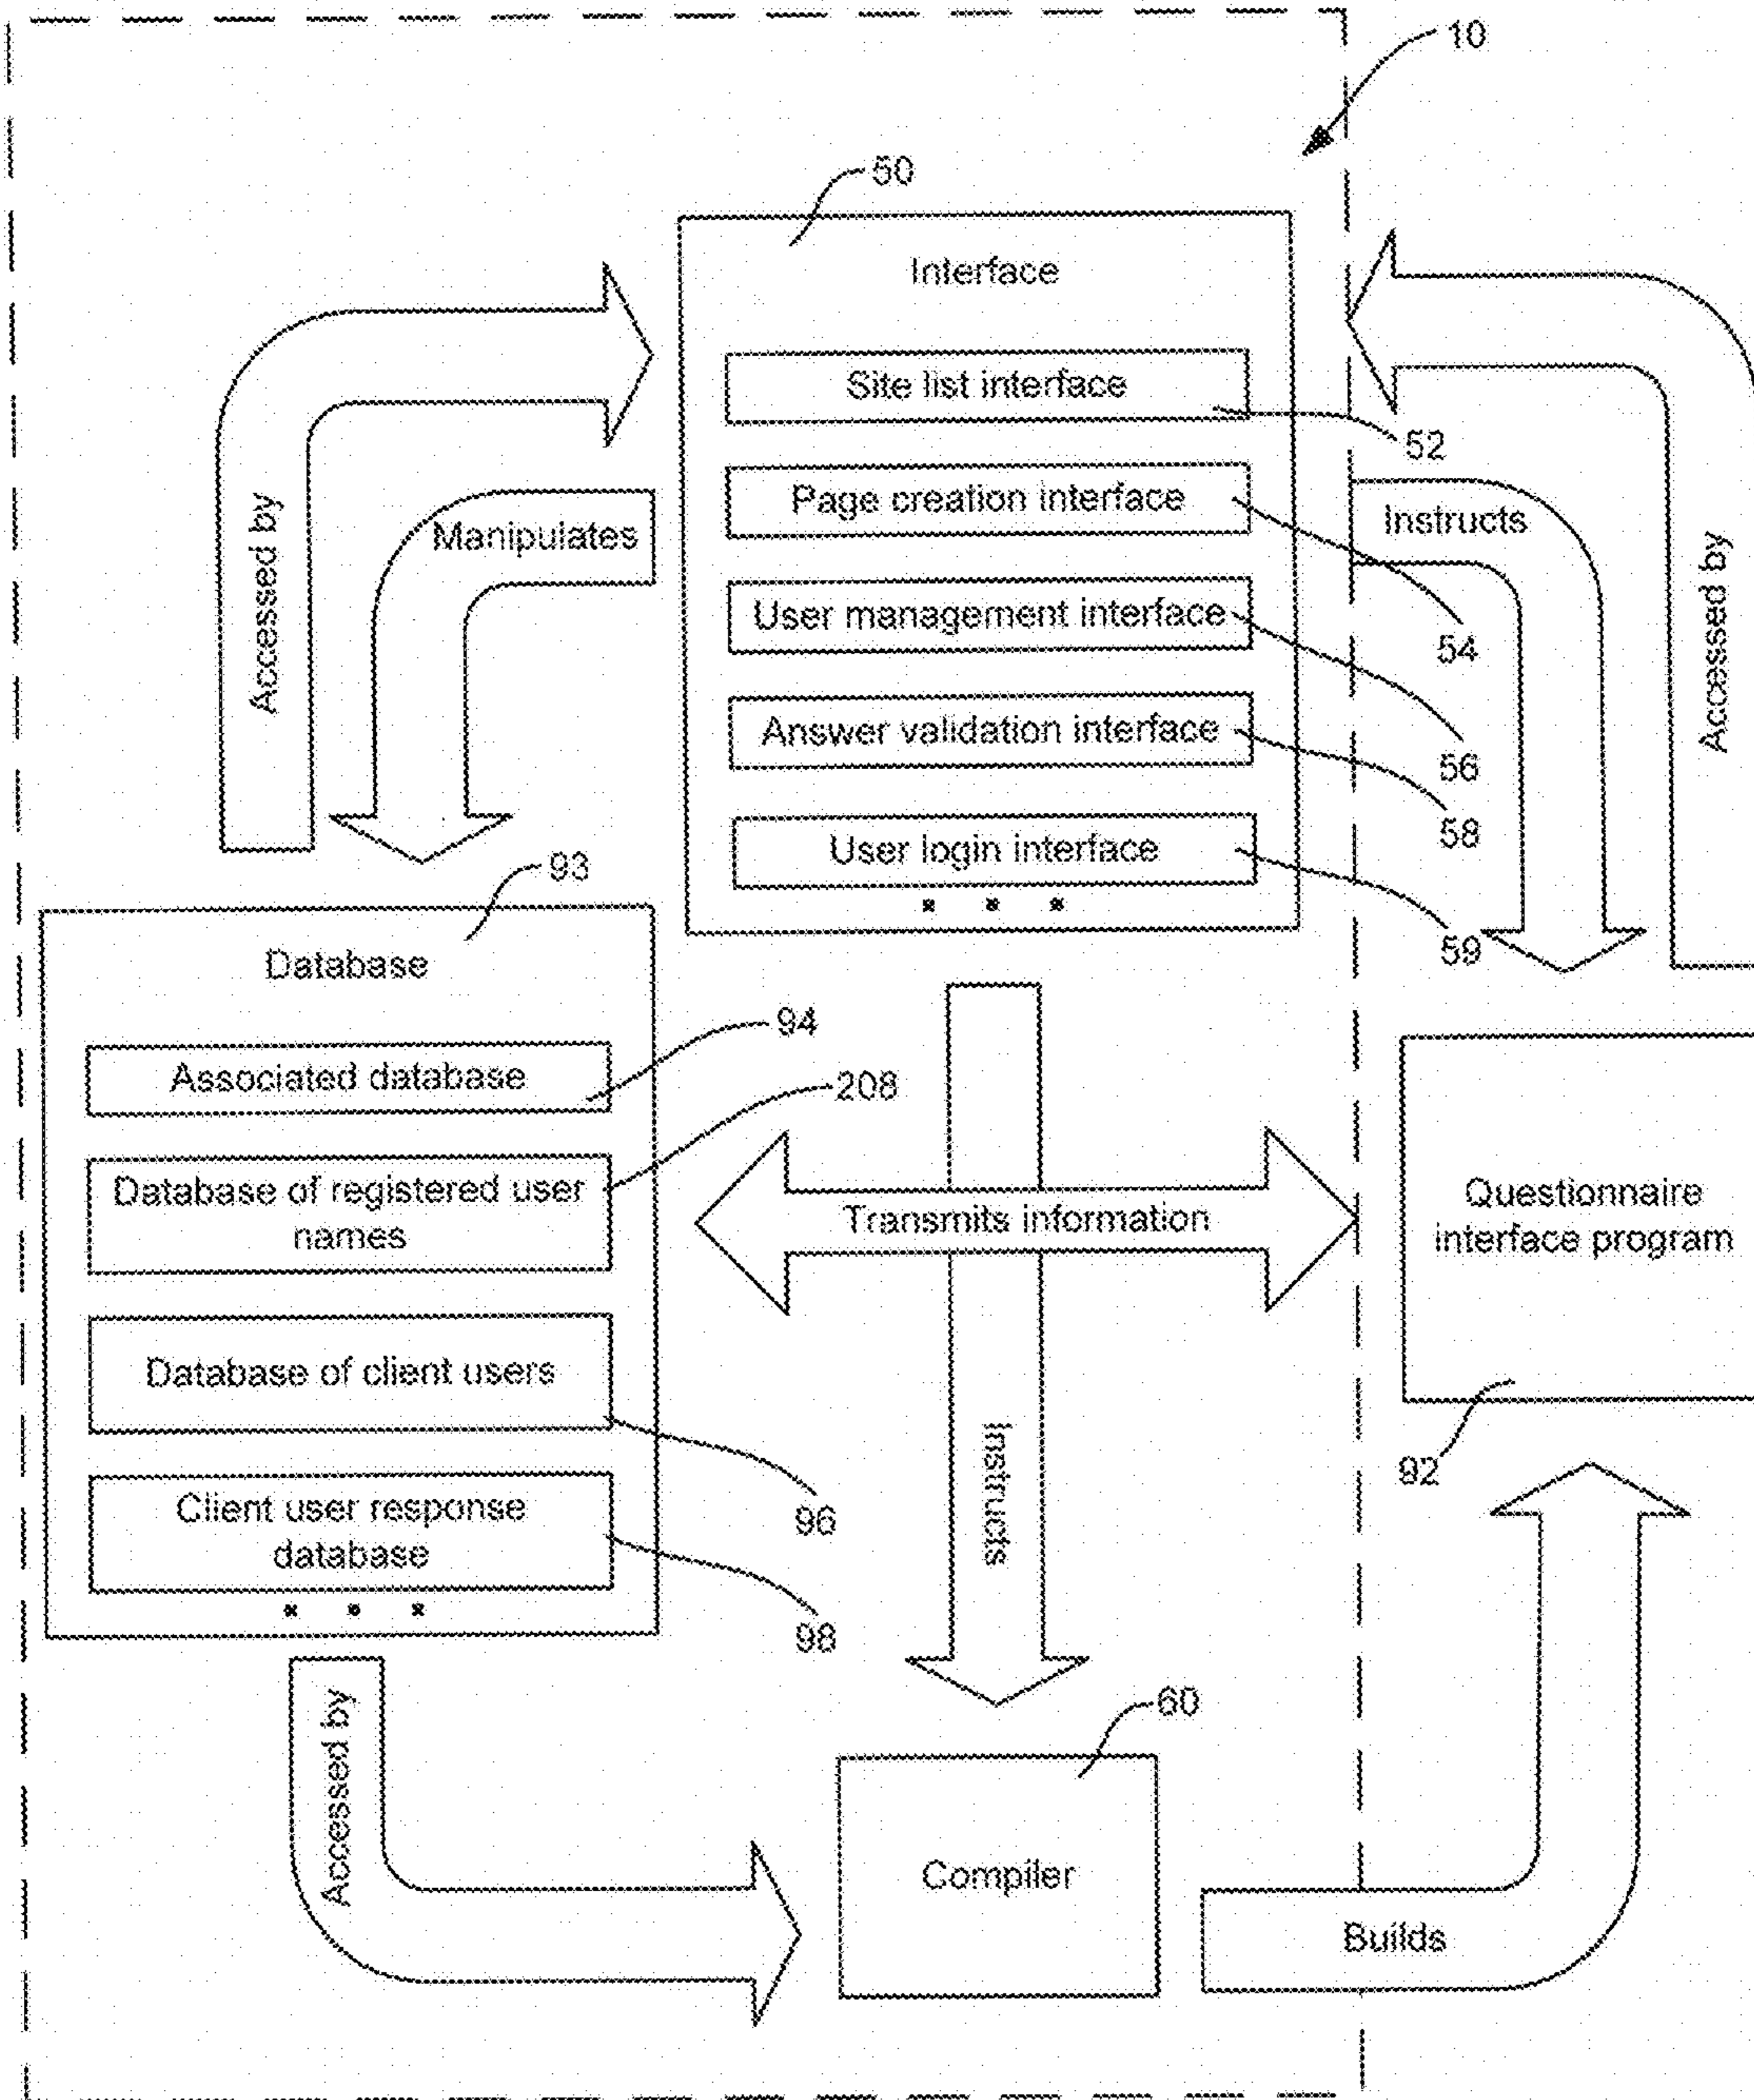 10
50
Interface
Site list interface
52
Page creation interface
54
User management interface
56
Answer validation interface
58
User login interface
59
Accessed by
Manipulates
Instructs
Accessed by
93
Database
Associated database
94
Database of registered user
names
208
Database of client users
96
Client user response
database
98
Transmits information
Instructs
Questionnaire
interface program
92
Accessed by
60
Compiler
Builds